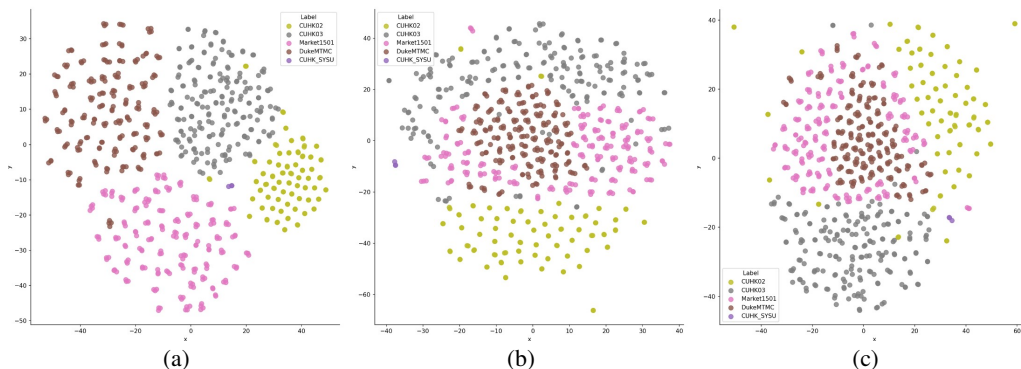 Label
CUHK02
CUHK03
Market1501
DukeMTMC
CUHK_SYSU
30
20
10
0
−10
−20
−30
−40
−50
y
−40
−20
0
20
40
x
(a)
Label
CUHK02
CUHK03
Market1501
DukeMTMC
CUHK_SYSU
40
20
0
−20
−40
−60
y
−40
−30
−20
−10
0
10
20
30
40
x
(b)
Label
CUHK02
CUHK03
Market1501
DukeMTMC
CUHK_SYSU
40
20
0
−20
−40
y
−40
−20
0
20
40
60
x
(c)